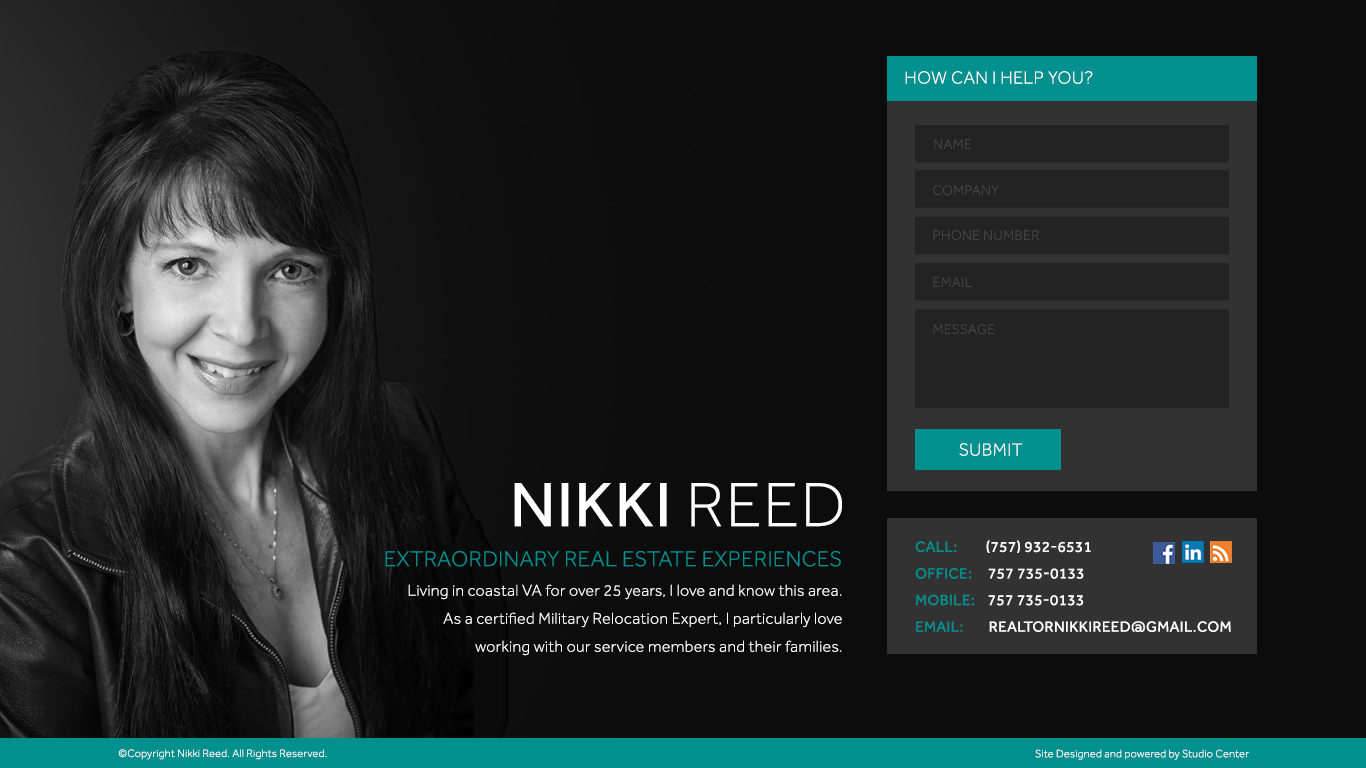 HOW CAN I HELP YOU?
NAME
COMPANY
PHONE NUMBER
EMAIL
MESSAGE
SUBMIT
NIKKI REED
EXTRAORDINARY REAL ESTATE EXPERIENCES
Living in coastal VA for over 25 years, I love and know this area.
As a certified Military Relocation Expert, I particularly love
working with our service members and their families.
CALL: (757) 932-6531
OFFICE: 757 735-0133
MOBILE: 757 735-0133
EMAIL: REALTORNIKKIREED@GMAIL.COM
f in
©Copyright Nikki Reed. All Rights Reserved.
Site Designed and powered by Studio Center